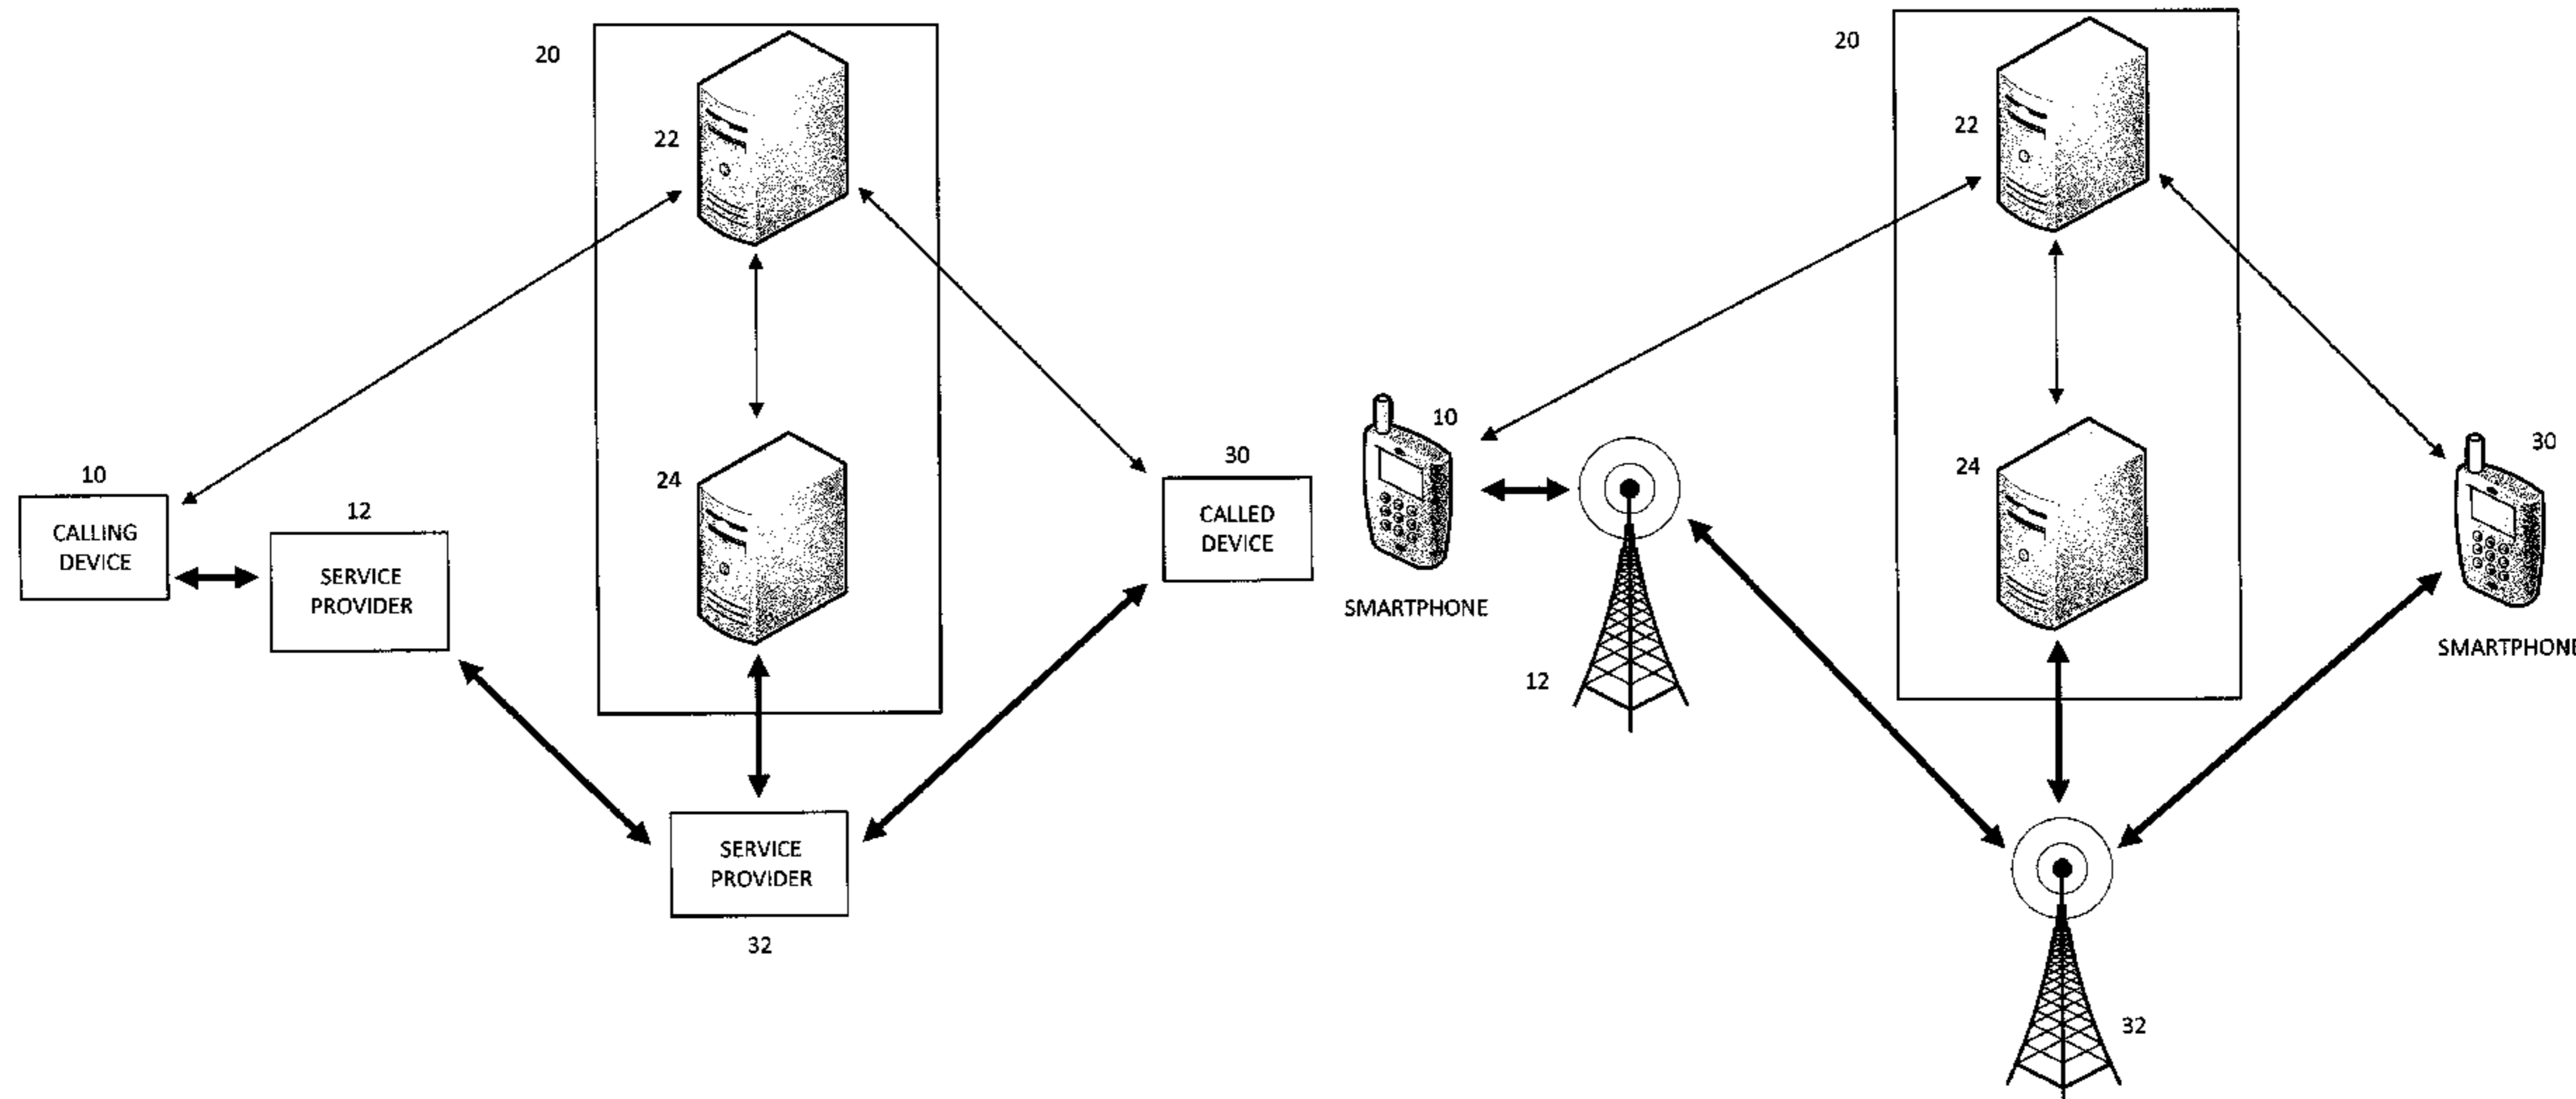 20
22
24
10
CALLING
DEVICE
12
SERVICE
PROVIDER
30
CALLED
DEVICE
SERVICE
PROVIDER
32
20
22
24
10
SMARTPHONE
12
30
SMARTPHONE
32